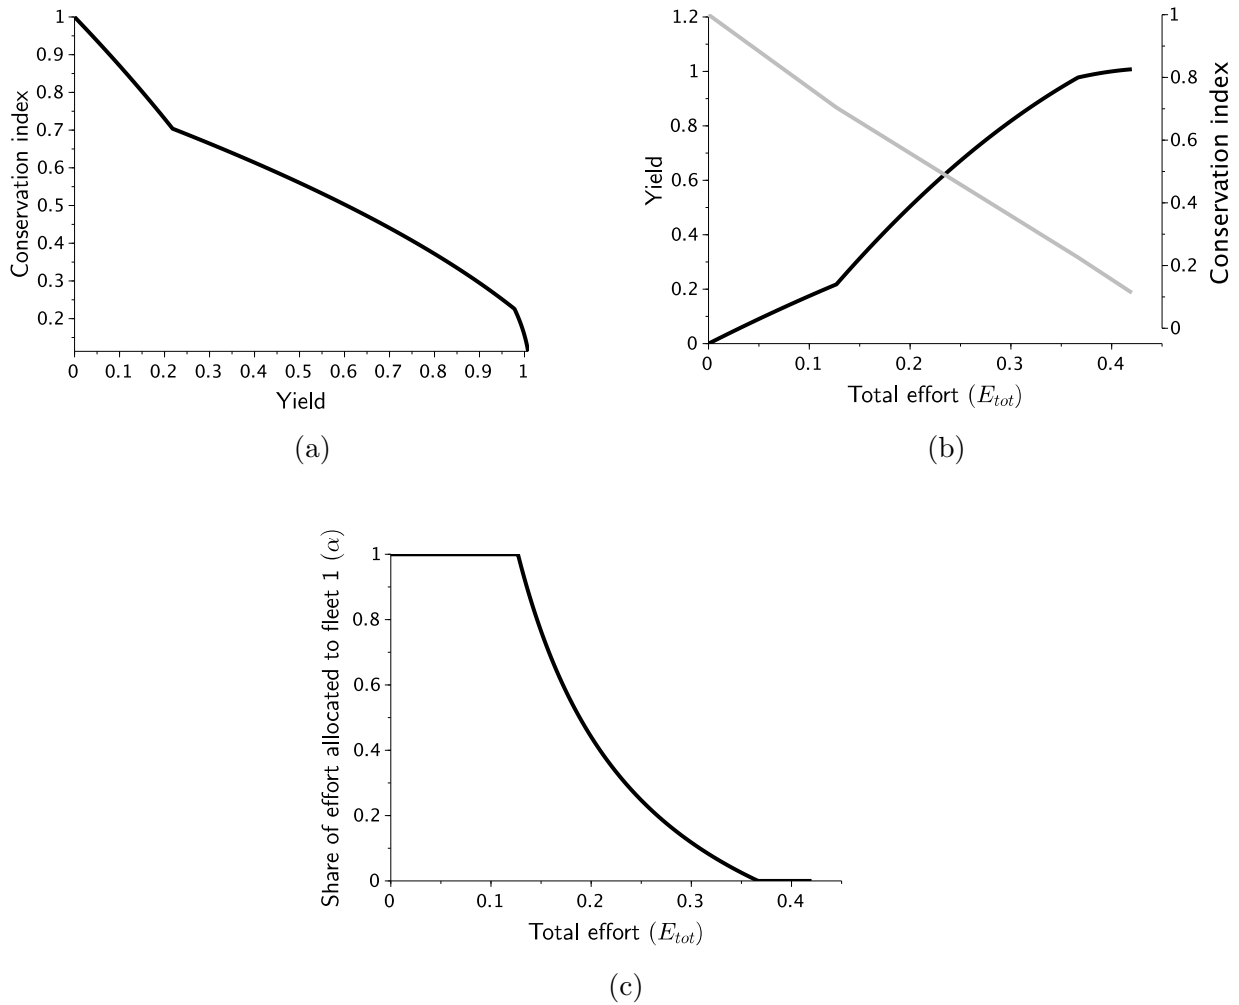 1
0.9
0.8
0.7
0.6
0.5
0.4
0.3
0.2
0 0.1 0.2 0.3 0.4 0.5 0.6 0.7 0.8 0.9 1
Conservation index
Yield
(a)
1.2
1
0.8
0.6
0.4
0.2
0
Yield
1
0.8
0.6
0.4
0.2
0
Conservation index
0 0.1 0.2 0.3 0.4
Total effort (E_{tot})
(b)
Share of effort allocated to fleet 1 (α)
1
0.8
0.6
0.4
0.2
0
0 0.1 0.2 0.3 0.4
Total effort (E_{tot})
(c)